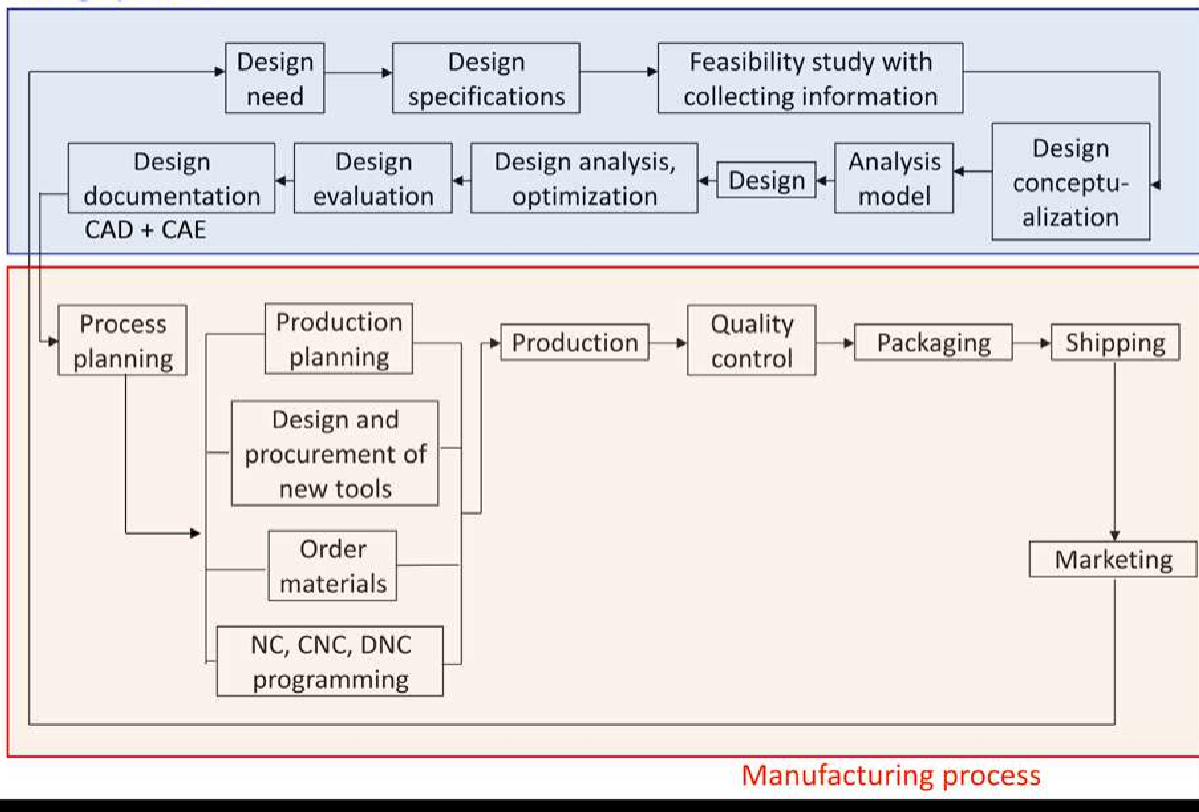 Design
need
Design
specifications
Feasibility study with
collecting information
Design
conceptu-
alization
Analysis
model
Design
Design analysis,
optimization
Design
evaluation
Design
documentation
CAD + CAE
Process
planning
Production
planning
Design and
procurement of
new tools
Order
materials
NC, CNC, DNC
programming
Production
Quality
control
Packaging
Shipping
Marketing
Manufacturing process